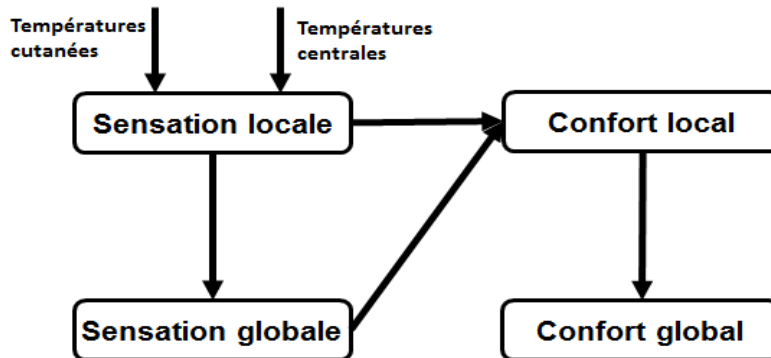 Températures
cutanées
Températures
centrales
Sensation locale
Confort local
Sensation globale
Confort global